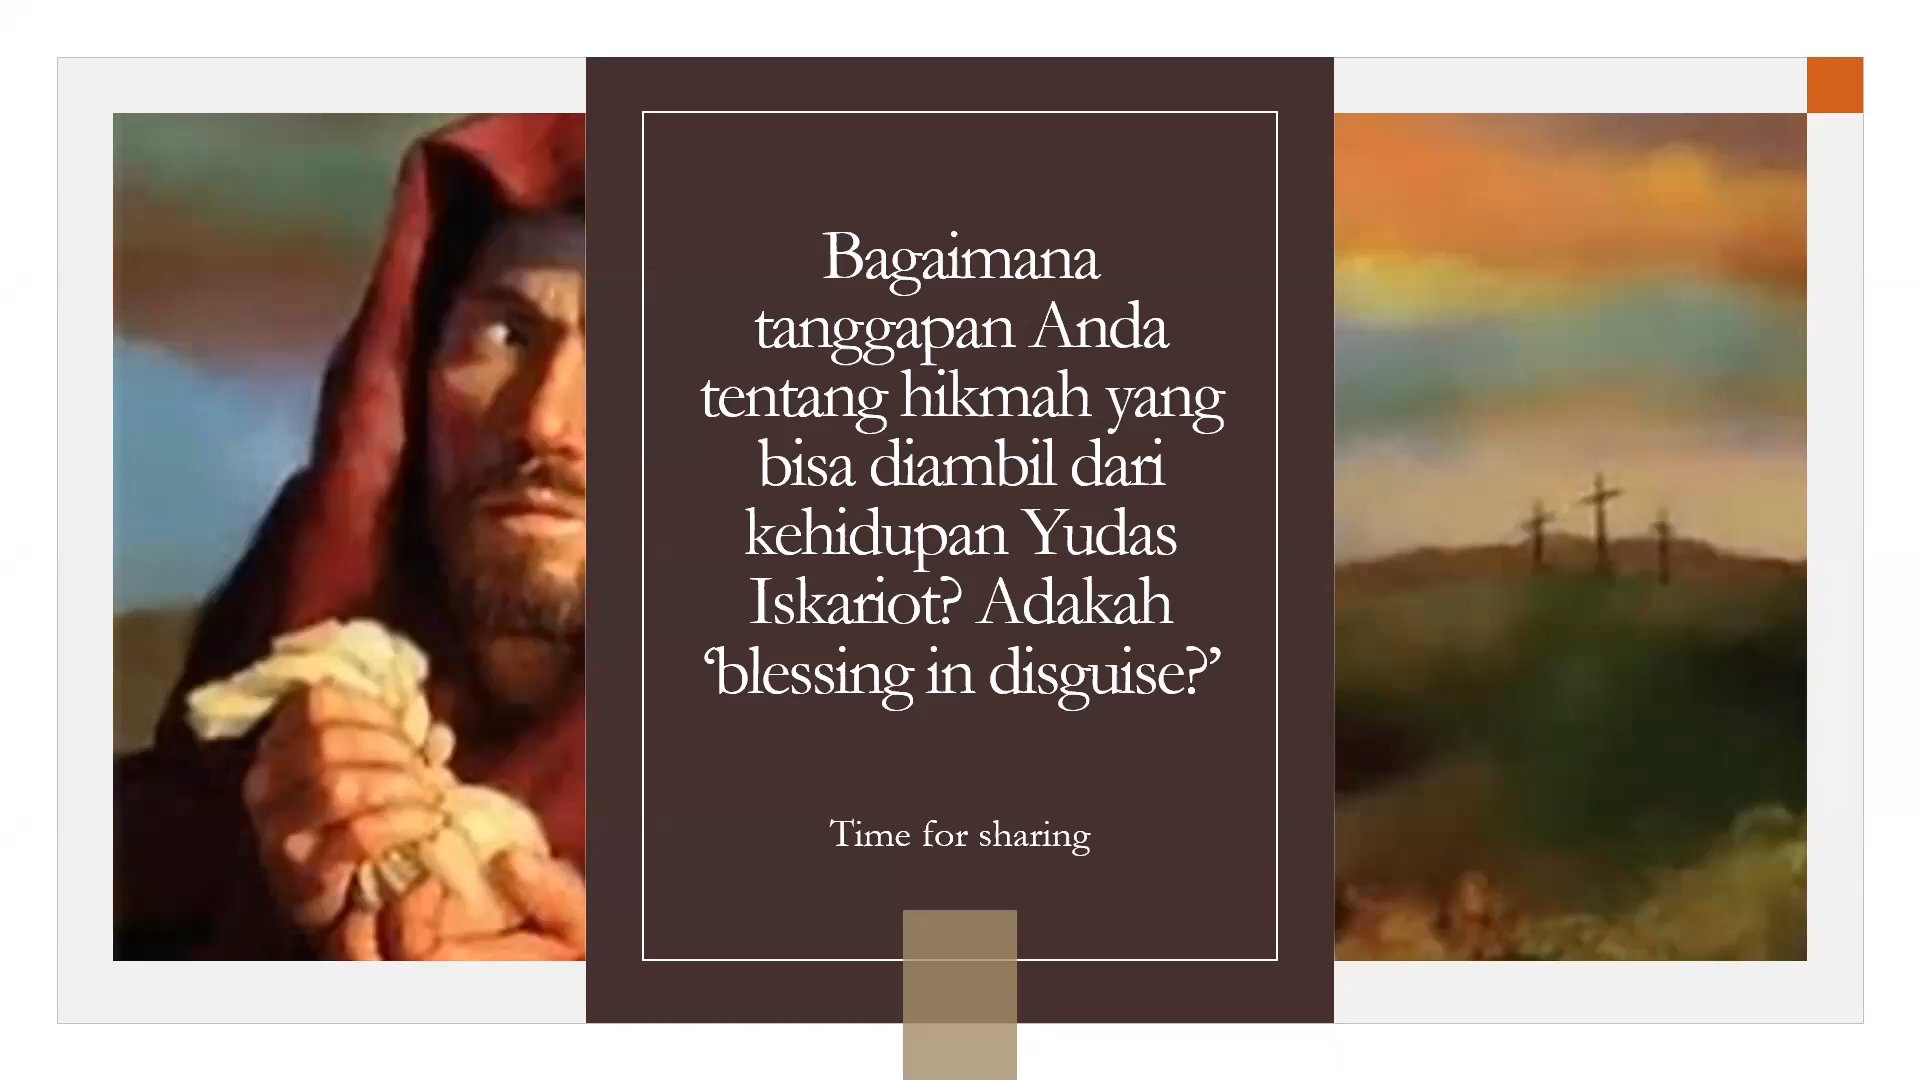 Bagaimana
tanggapan Anda
tentang hikmah yang
bisa diambil dari
kehidupan Yudas
Iskariot? Adakah
‘blessing in disguise?’
Time for sharing